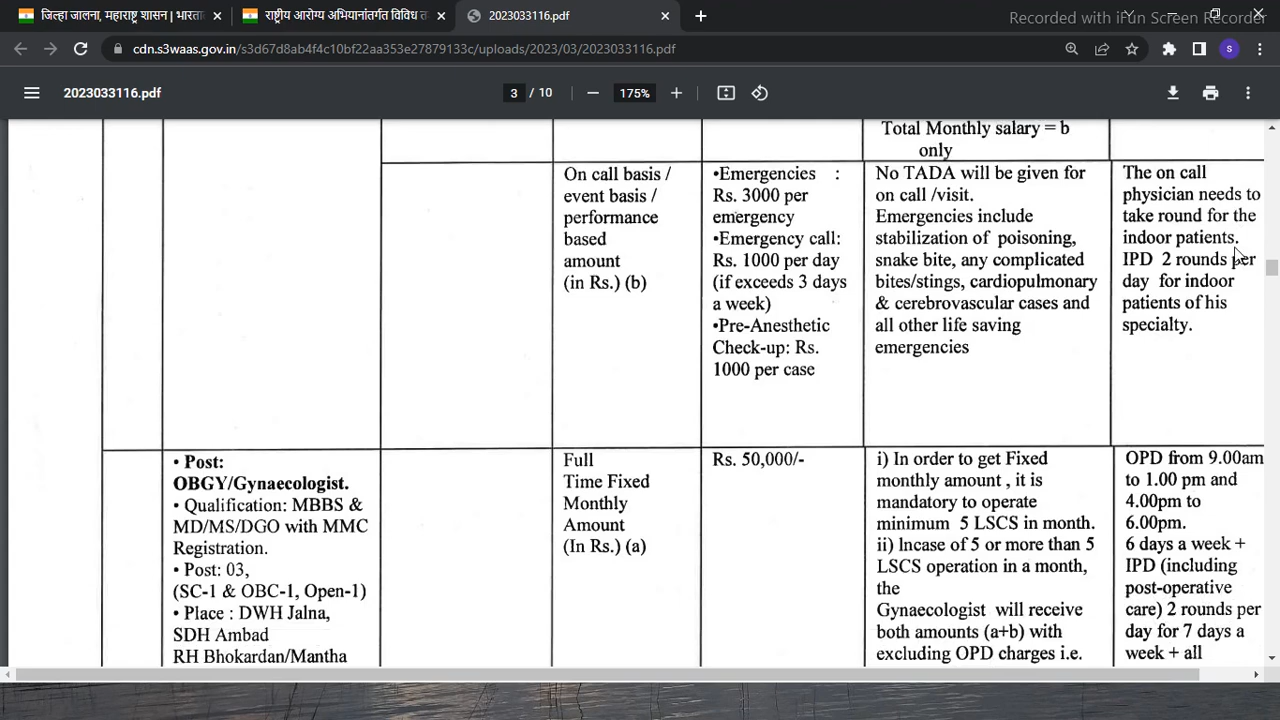 जिल्हा जालना, महाराष्ट्र शासन | भारत
राष्ट्रीय आरोग्य अभियानांतर्गत विविध त
2023033116.pdf
Recorded with iFun Screen Recorder
cdn.s3waas.gov.in/s3d67d8ab4f4c10bf22aa353e27879133c/uploads/2023/03/2023033116.pdf
S
2023033116.pdf
3 / 10
175%
Total Monthly salary = b
only
On call basis /
event basis /
performance
based
amount
(in Rs.) (b)
•Emergencies :
Rs. 3000 per
emergency
•Emergency call:
Rs. 1000 per day
(if exceeds 3 days
a week)
•Pre-Anesthetic
Check-up: Rs.
1000 per case
No TADA will be given for
on call /visit.
Emergencies include
stabilization of poisoning,
snake bite, any complicated
bites/stings, cardiopulmonary
& cerebrovascular cases and
all other life saving
emergencies
The on call
physician needs to
take round for the
indoor patients.
IPD 2 rounds per
day for indoor
patients of his
specialty.
• Post:
OBGY/Gynaecologist.
• Qualification: MBBS &
MD/MS/DGO with MMC
Registration.
• Post: 03,
(SC-1 & OBC-1, Open-1)
• Place : DWH Jalna,
SDH Ambad
RH Bhokardan/Mantha
Full
Time Fixed
Monthly
Amount
(In Rs.) (a)
Rs. 50,000/-
i) In order to get Fixed
monthly amount , it is
mandatory to operate
minimum 5 LSCS in month.
ii) lncase of 5 or more than 5
LSCS operation in a month,
the
Gynaecologist will receive
both amounts (a+b) with
excluding OPD charges i.e.
OPD from 9.00am
to 1.00 pm and
4.00pm to
6.00pm.
6 days a week +
IPD (including
post-operative
care) 2 rounds per
day for 7 days a
week + all